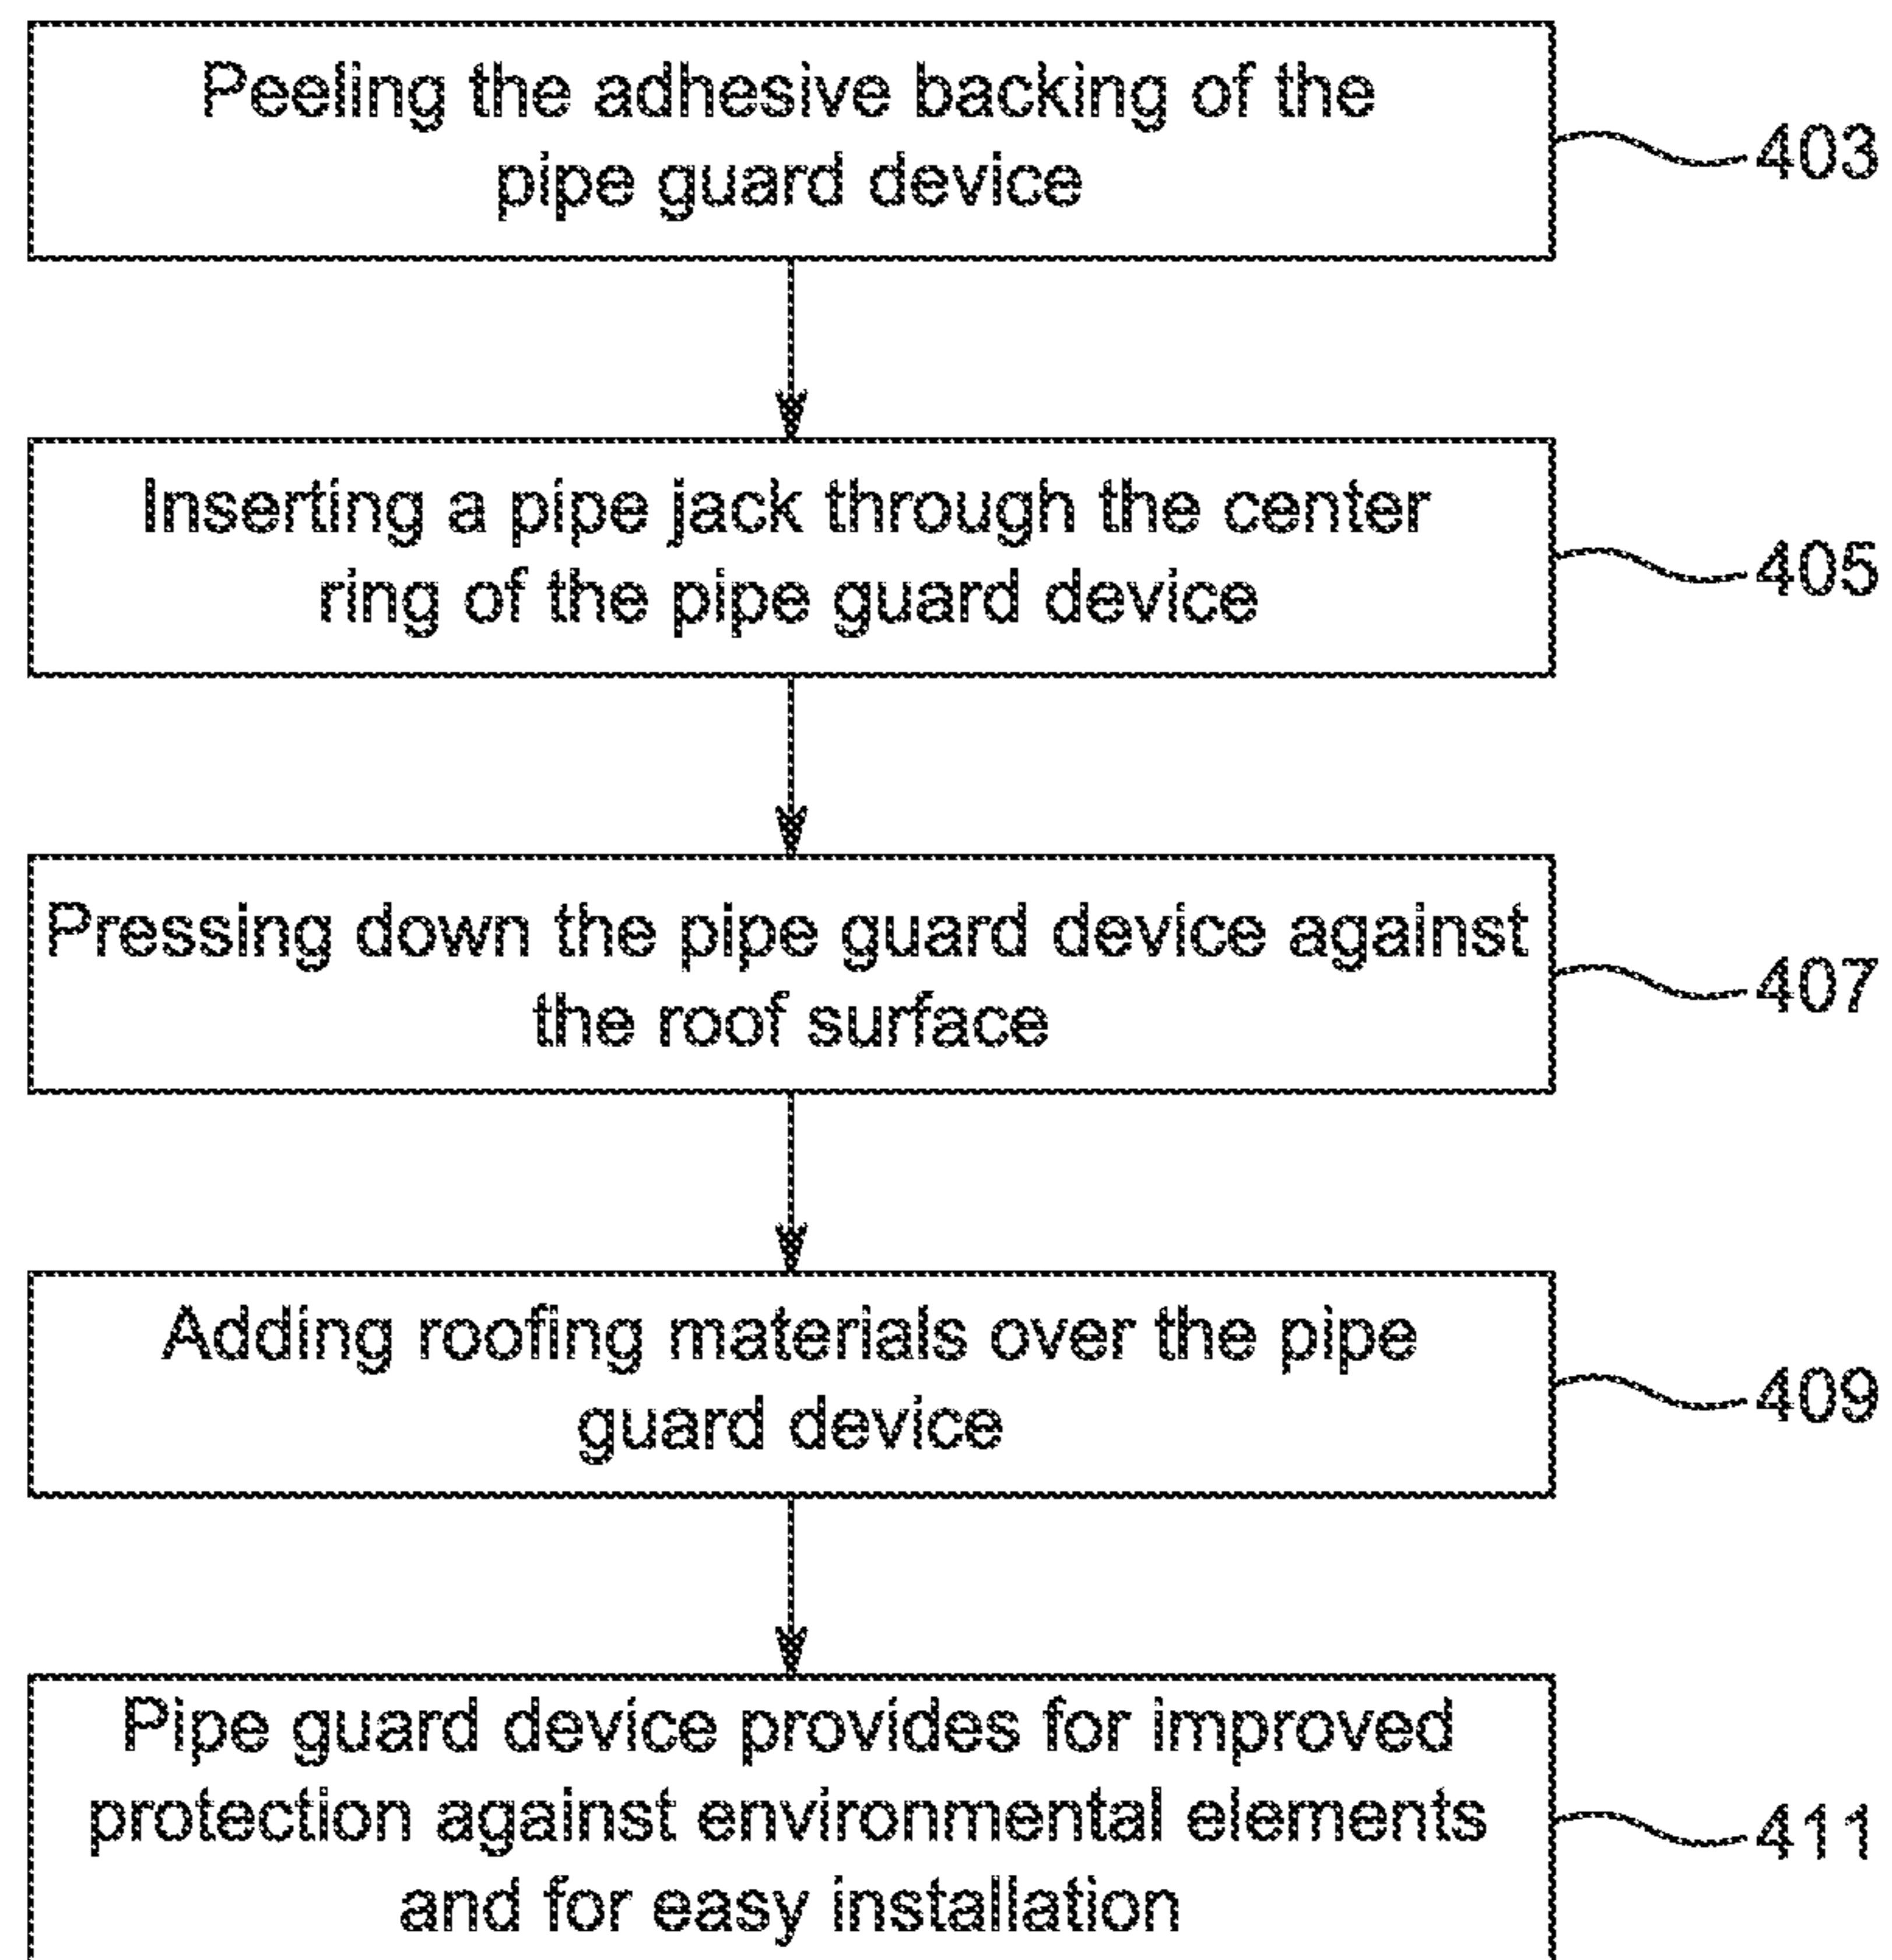 Peeling the adhesive backing of the
pipe guard device
403
Inserting a pipe jack through the center
ring of the pipe guard device
405
Pressing down the pipe guard device against
the roof surface
407
Adding roofing materials over the pipe
guard device
409
Pipe guard device provides for improved
protection against environmental elements
and for easy installation
411